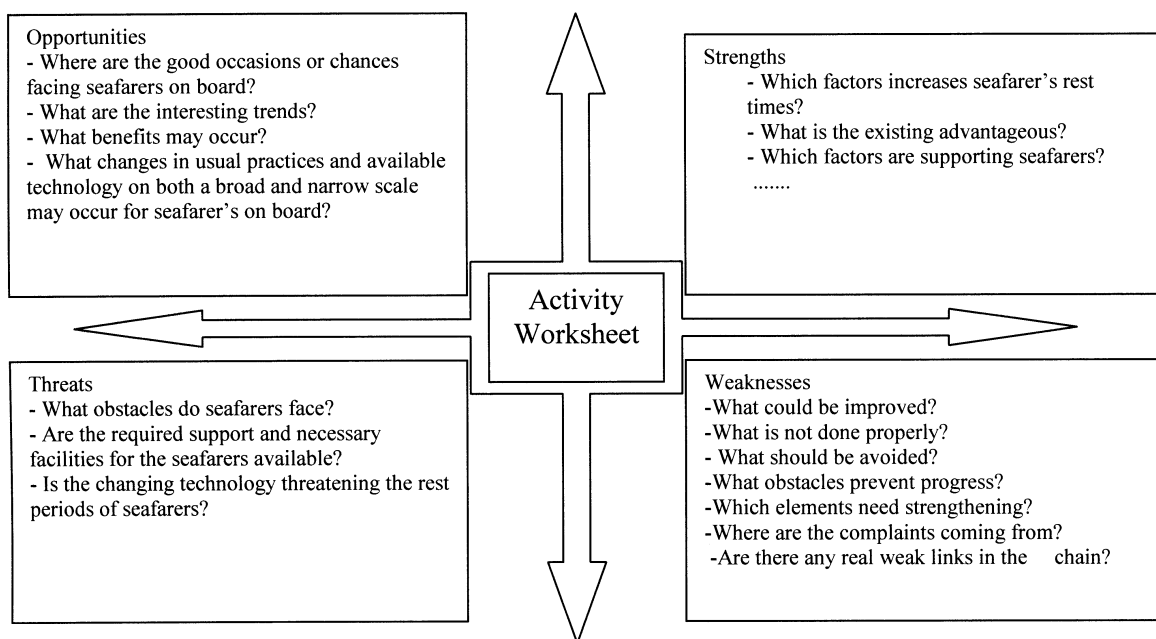 Opportunities
- Where are the good occasions or chances
facing seafarers on board?
- What are the interesting trends?
- What benefits may occur?
-  What changes in usual practices and available
technology on both a broad and narrow scale
may occur for seafarer's on board?
Strengths
- Which factors increases seafarer's rest
times?
- What is the existing advantageous?
- Which factors are supporting seafarers?
.......
Activity
Worksheet
Threats
- What obstacles do seafarers face?
- Are the required support and necessary
facilities for the seafarers available?
- Is the changing technology threatening the rest
periods of seafarers?
Weaknesses
-What could be improved?
-What is not done properly?
- What should be avoided?
-What obstacles prevent progress?
-Which elements need strengthening?
-Where are the complaints coming from?
-Are there any real weak links in the    chain?